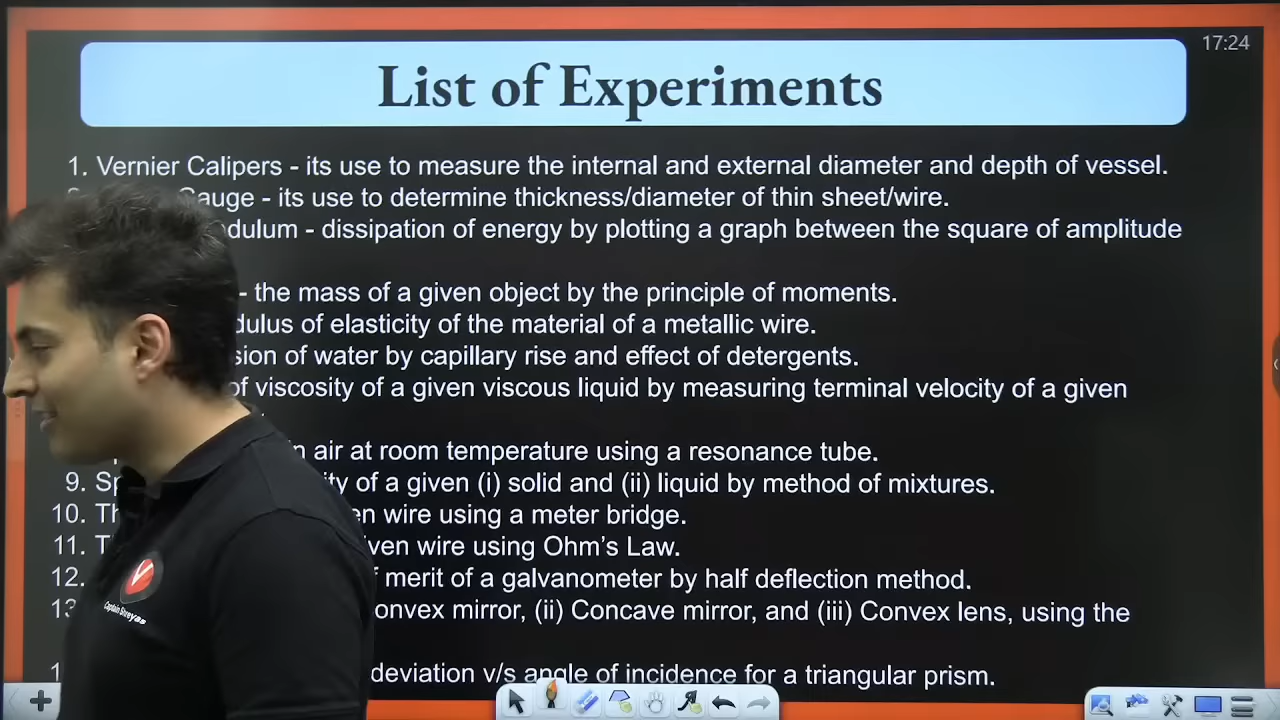 17:24
List of Experiments
1. Vernier Calipers - its use to measure the internal and external diameter and depth of vessel.
Gauge - its use to determine thickness/diameter of thin sheet/wire.
dulum - dissipation of energy by plotting a graph between the square of amplitude
- the mass of a given object by the principle of moments.
dulus of elasticity of the material of a metallic wire.
sion of water by capillary rise and effect of detergents.
of viscosity of a given viscous liquid by measuring terminal velocity of a given
in air at room temperature using a resonance tube.
9. Sp ity of a given (i) solid and (ii) liquid by method of mixtures.
10. Th en wire using a meter bridge.
11. T iven wire using Ohm's Law.
12. f merit of a galvanometer by half deflection method.
13 onvex mirror, (ii) Concave mirror, and (iii) Convex lens, using the
1 deviation v/s angle of incidence for a triangular prism.
Captain Shreyas